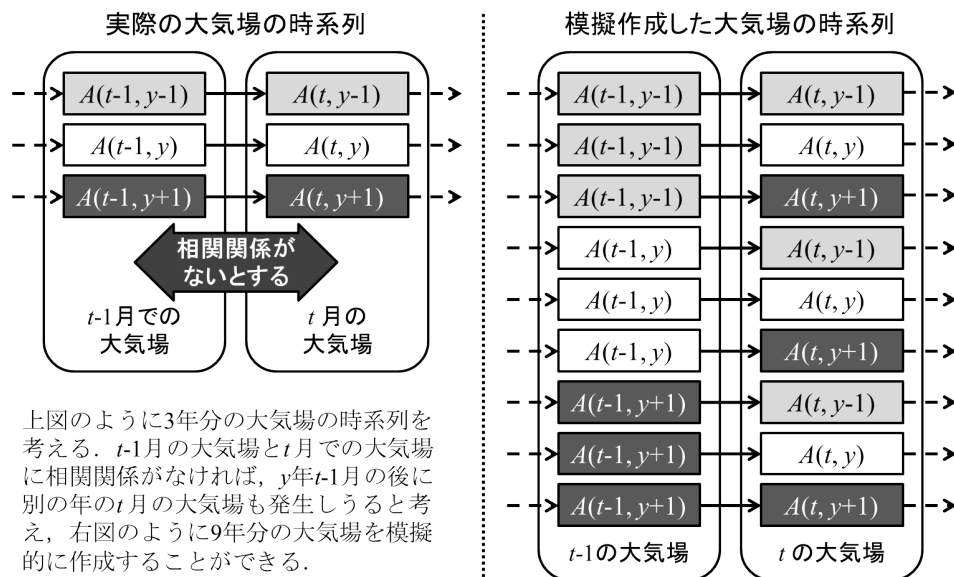 実際の大気場の時系列
A(t-1, y-1)
A(t, y-1)
A(t-1, y)
A(t, y)
A(t-1, y+1)
A(t, y+1)
相関関係が
ないとする
t-1月での
大気場
t 月の
大気場
上図のように3年分の大気場の時系列を
考える．t-1月の大気場とt月での大気場
に相関関係がなければ，y年t-1月の後に
別の年のt月の大気場も発生しうると考
え，右図のように9年分の大気場を模擬
的に作成することができる．
模擬作成した大気場の時系列
A(t-1, y-1)
A(t, y-1)
A(t-1, y-1)
A(t, y)
A(t-1, y-1)
A(t, y+1)
A(t-1, y)
A(t, y-1)
A(t-1, y)
A(t, y)
A(t-1, y)
A(t, y+1)
A(t-1, y+1)
A(t, y-1)
A(t-1, y+1)
A(t, y)
A(t-1, y+1)
A(t, y+1)
t-1の大気場
t の大気場